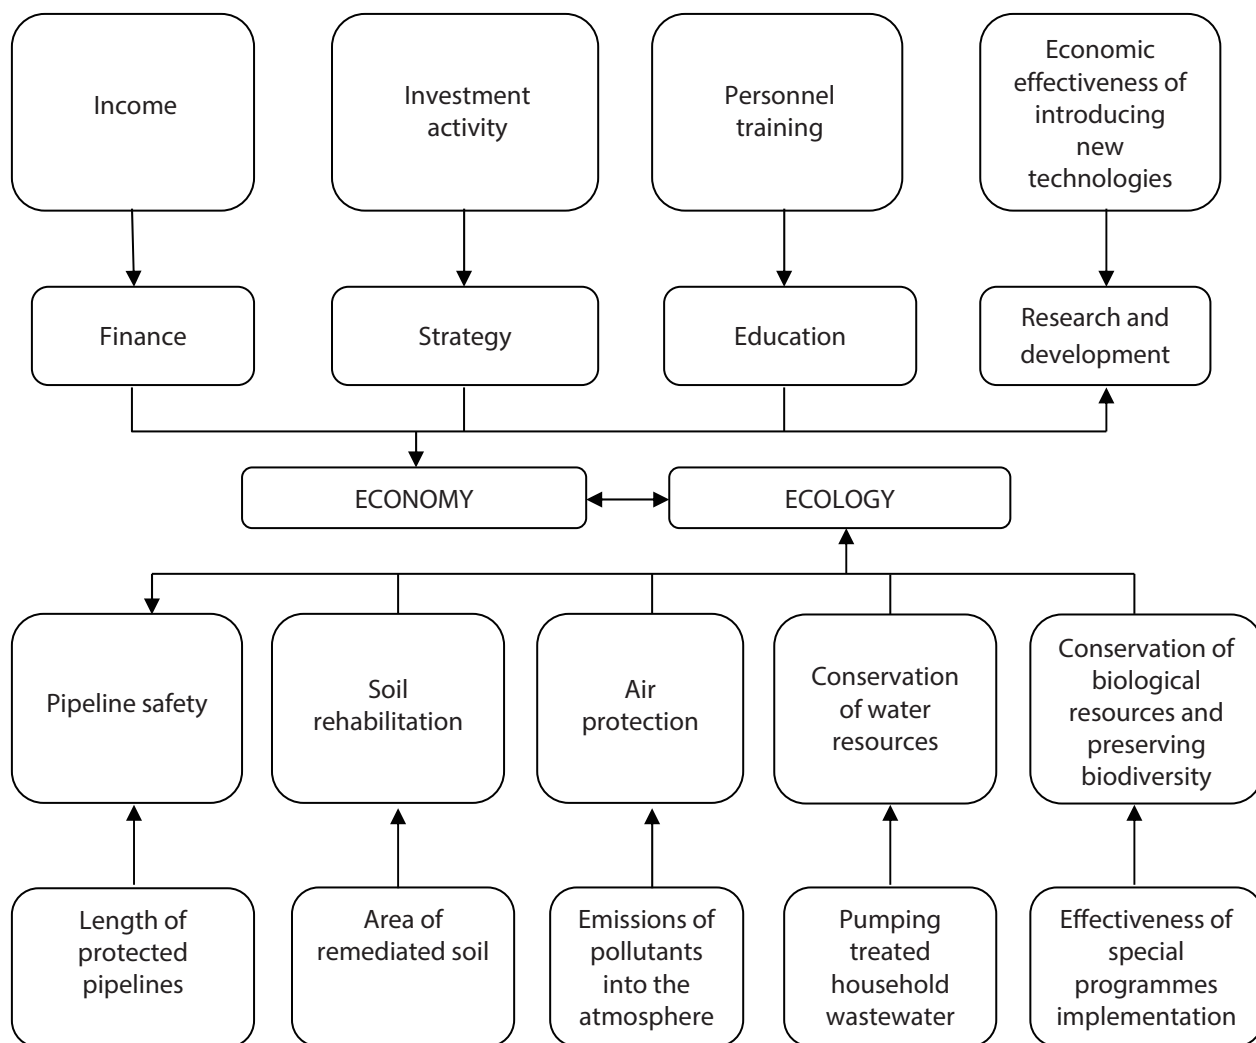 Income
Investment
activity
Personnel
training
Economic
effectiveness of
introducing
new
technologies
Finance
Strategy
Education
Research and
development
ECONOMY
ECOLOGY
Pipeline safety
Soil
rehabilitation
Air
protection
Conservation
of water
resources
Conservation of
biological
resources and
preserving
biodiversity
Length of
protected
pipelines
Area of
remediated soil
Emissions of
pollutants
into the
atmosphere
Pumping
treated
household
wastewater
Effectiveness of
special
programmes
implementation